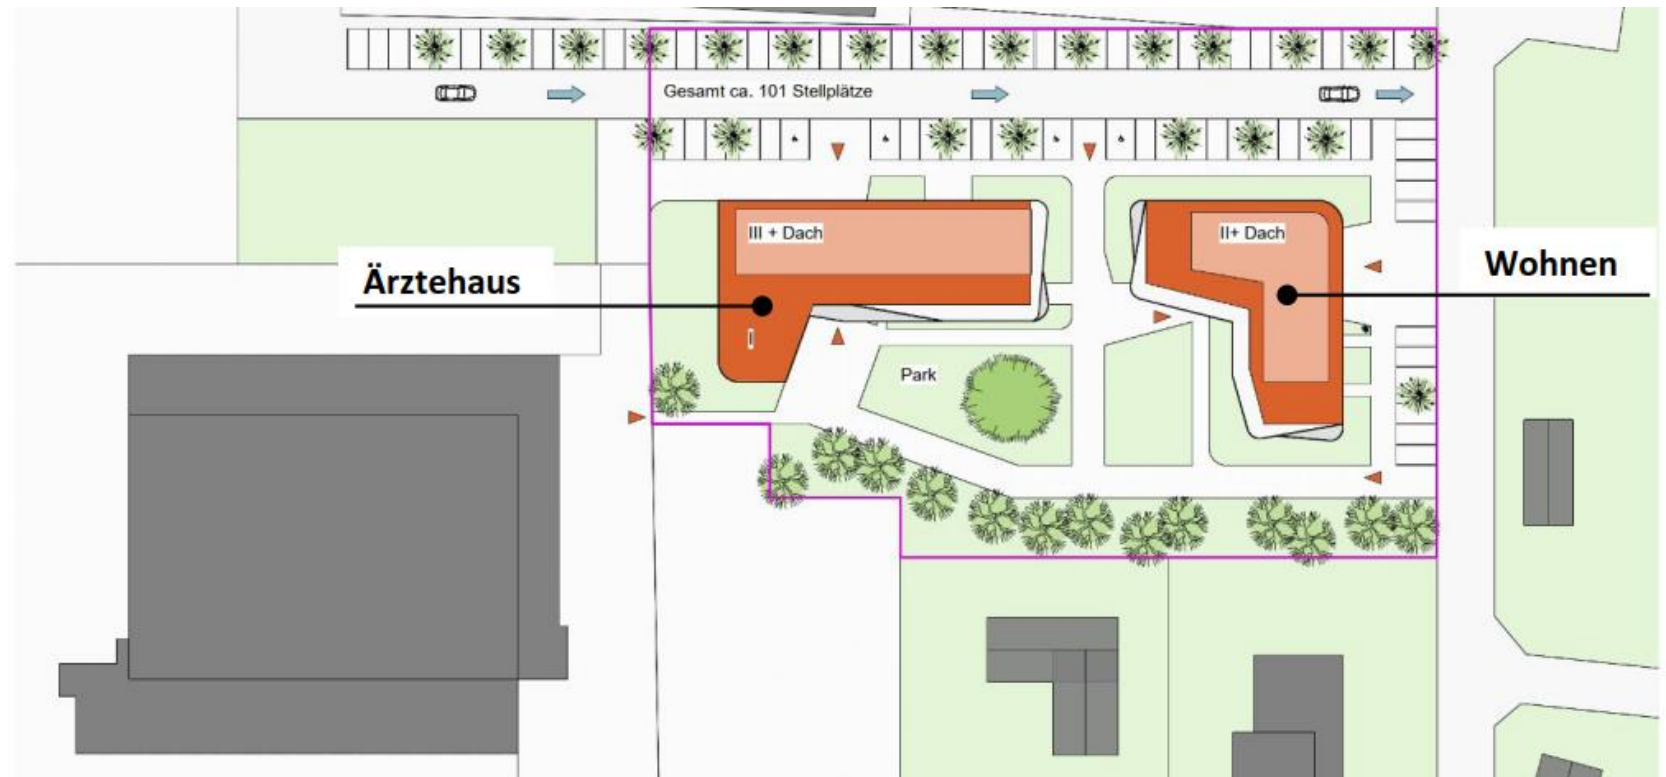 Gesamt ca. 101 Stellplätze
III + Dach
II+ Dach
Wohnen
Ärztehaus
I
Park